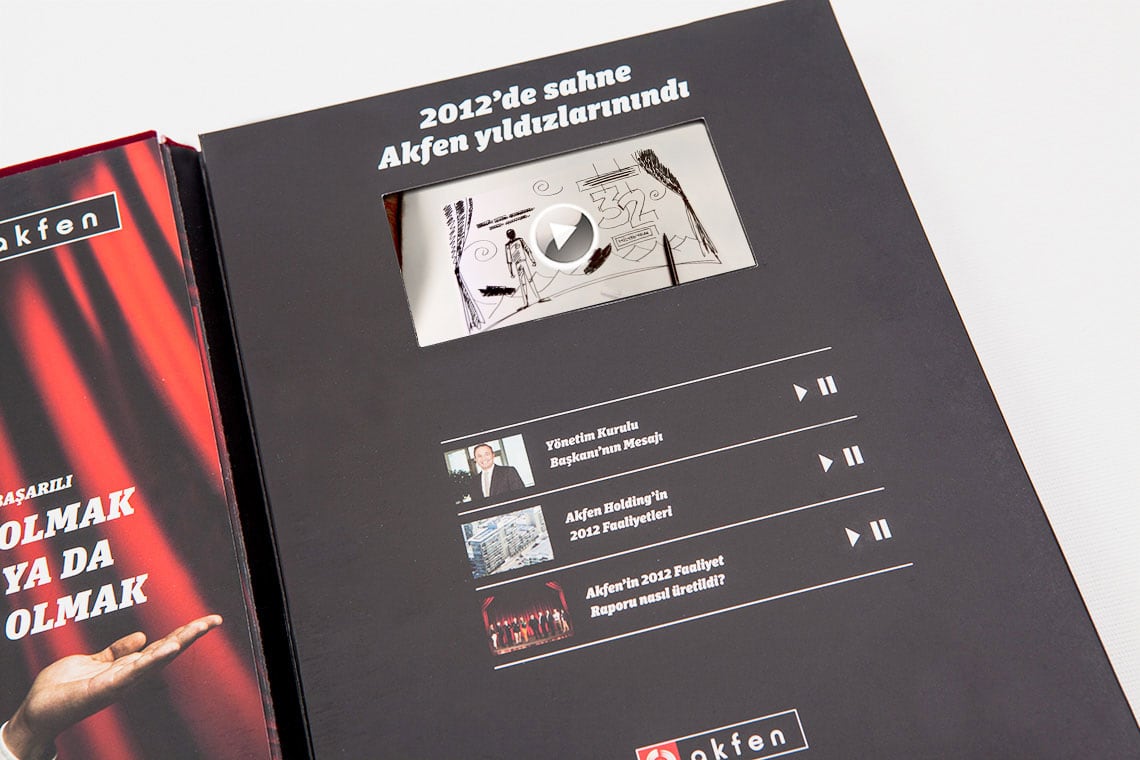 akfen
BAŞARILI
OLMAK
YA DA
OLMAK
2012’de sahne
Akfen yıldızlarınındı
32
Yönetim Kurulu
Başkanı’nın Mesajı
Akfen Holding’in
2012 Faaliyetleri
Akfen’in 2012 Faaliyet
Raporu nasıl üretildi?
akfen